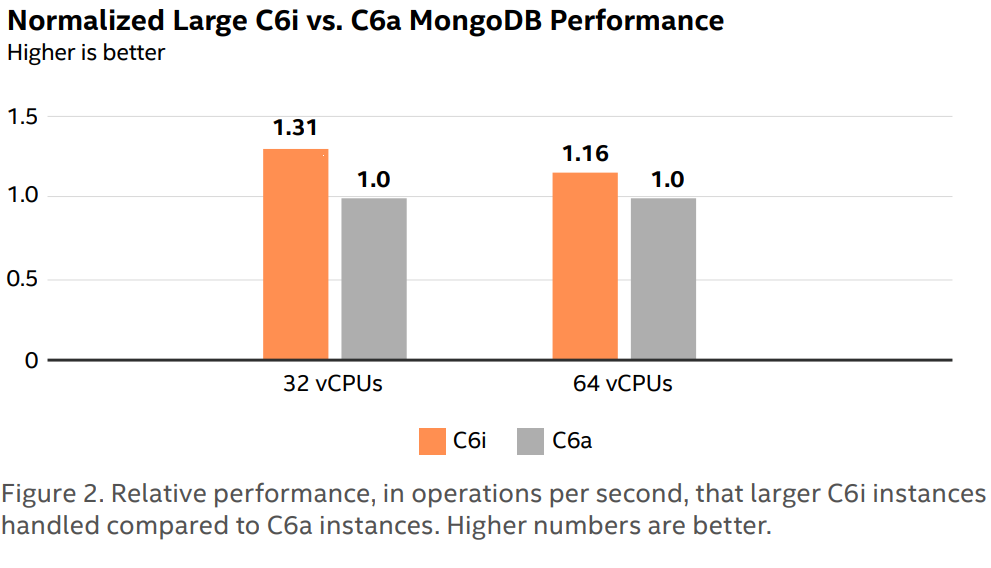 Normalized Large C6i vs. C6a MongoDB Performance
Higher is better
1.5
1.31
1.16
1.0
1.0
1.0
0.5
0
32 vCPUs
64 vCPUs
C6i
C6a
Figure 2. Relative performance, in operations per second, that larger C6i instances
handled compared to C6a instances. Higher numbers are better.